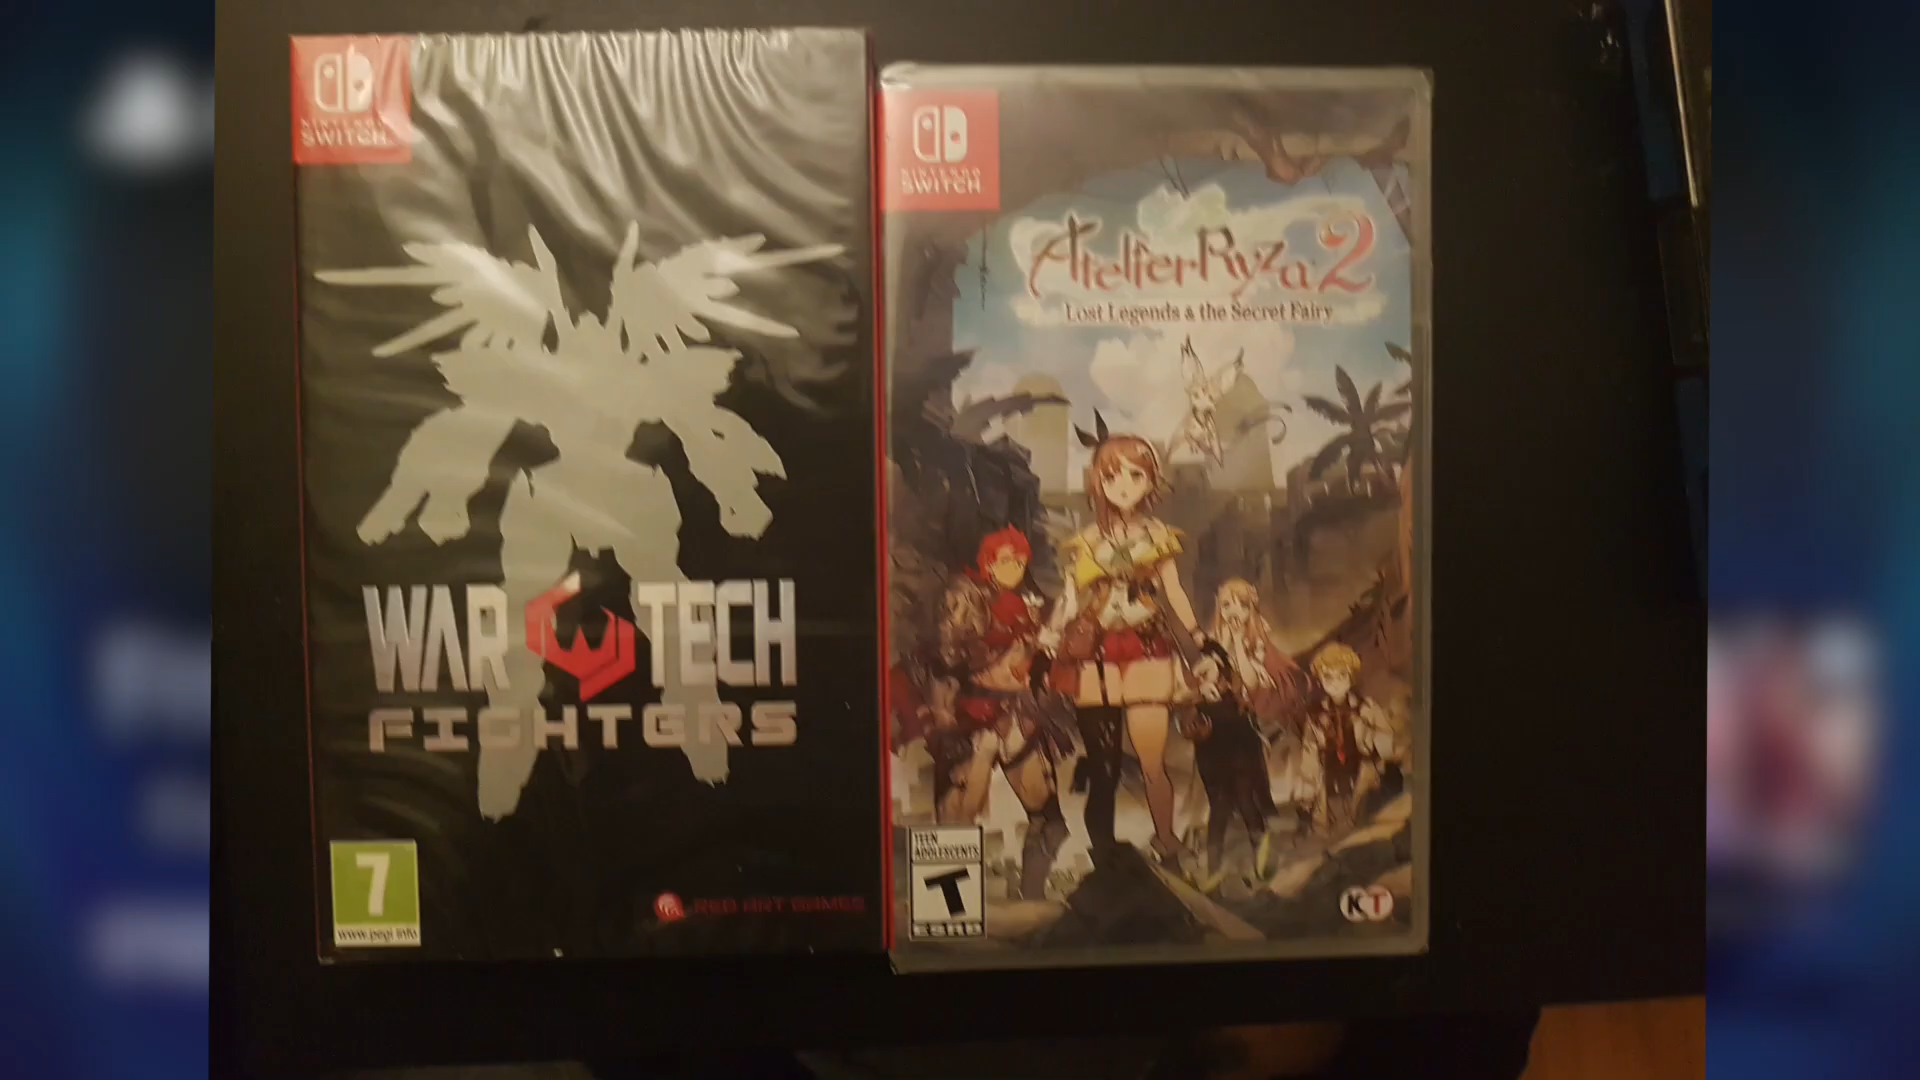 NINTENDO
SWITCH
WAR TECH
FIGHTERS
7
www.pegi.info
RED ART GAMES
NINTENDO
SWITCH
Atelier Ryza 2
Lost Legends & the Secret Fairy
TEEN
ADOLESCENTS
T
ESRB
KT